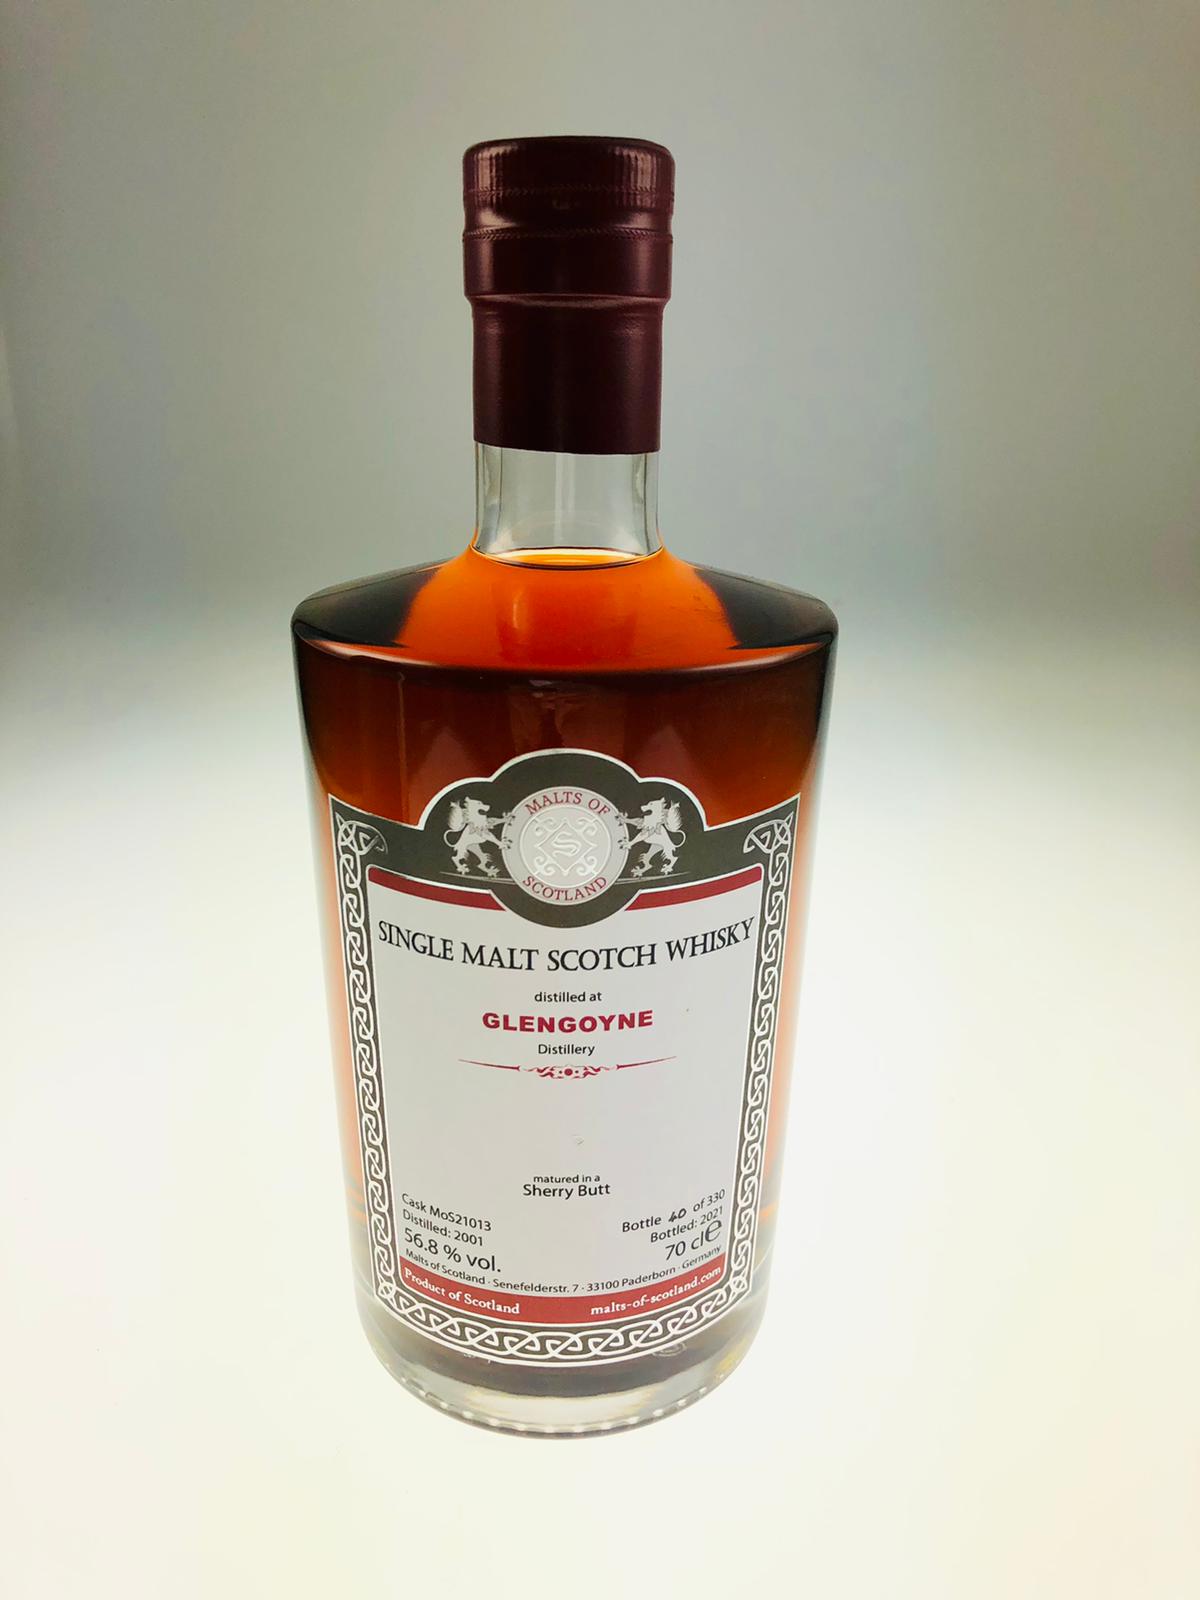 MALTS OF
S
SCOTLAND
SINGLE MALT SCOTCH WHISKY
distilled at
GLENGOYNE
Distillery
matured in a
Sherry Butt
Cask MoS21013
Distilled: 2001
56.8 % vol.
Bottle 40 of 330
Bottled: 2021
70 cl e
Malts of Scotland · Senefelderstr. 7 · 33100 Paderborn · Germany
Product of Scotland
malts-of-scotland.com